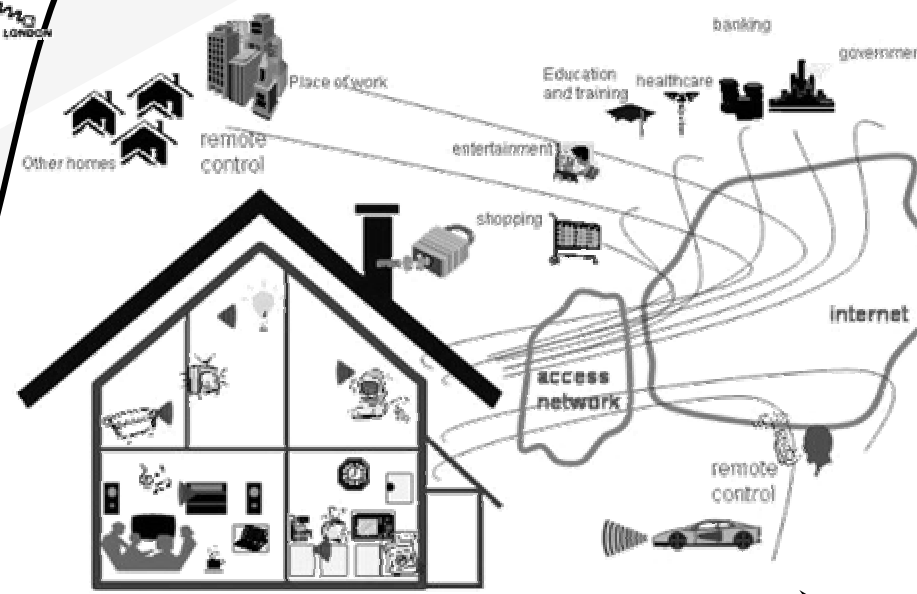 LONDON
banking
governmen
Place of work
Education
and training
healthcare
remote
control
Other homes
entertainment
shopping
internet
access
network
remote
control